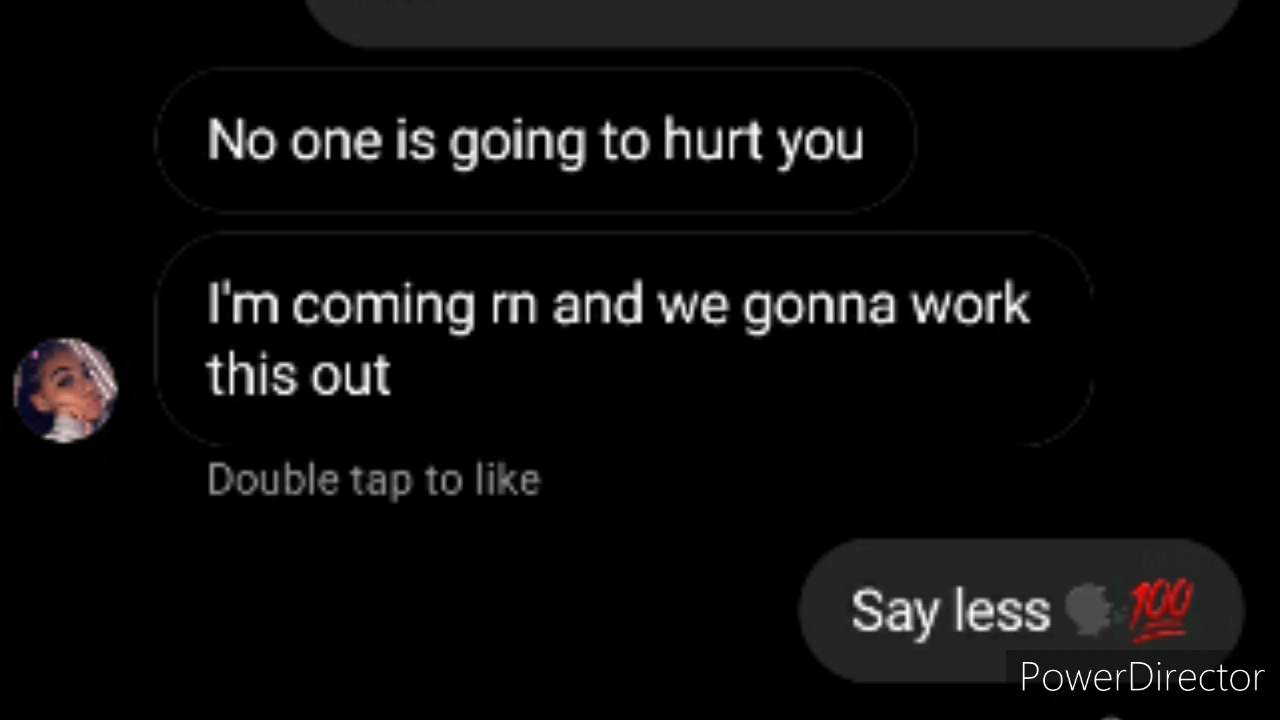 No one is going to hurt you
I'm coming rn and we gonna work
this out
Double tap to like
Say less 🗣💯
PowerDirector